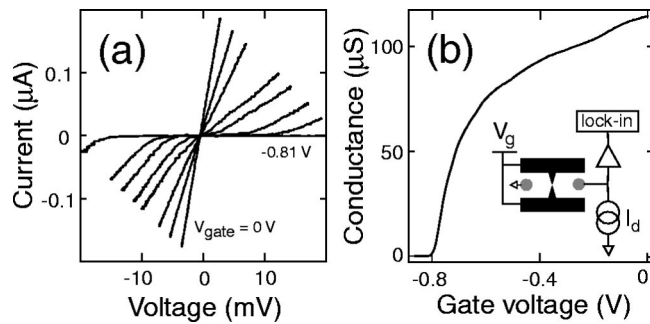 (a)
Current (μA)
0.1
0
-0.1
-0.81 V
Vgate = 0 V
-10
0
10
Voltage (mV)
(b)
Conductance (μS)
100
50
0
Vg
lock-in
Id
-0.8
-0.4
0
Gate voltage (V)